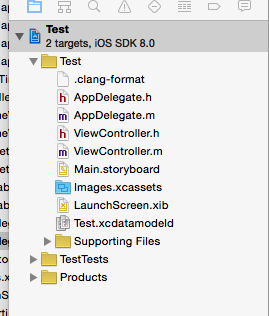 Test
2 targets, iOS SDK 8.0
Test
.clang-format
AppDelegate.h
AppDelegate.m
ViewController.h
ViewController.m
Main.storyboard
Images.xcassets
LaunchScreen.xib
Test.xcdatamodeld
Supporting Files
TestTests
Products